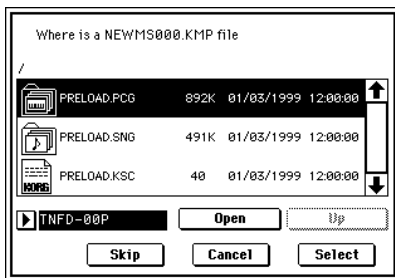 Where is a NEWMS000.KMP file
/
PRELOAD.PCG 892K 01/03/1999 12:00:00
PRELOAD.SNG 491K 01/03/1999 12:00:00
KORG PRELOAD.KSC 40 01/03/1999 12:00:00
TNFD-00P Open Up
Skip Cancel Select